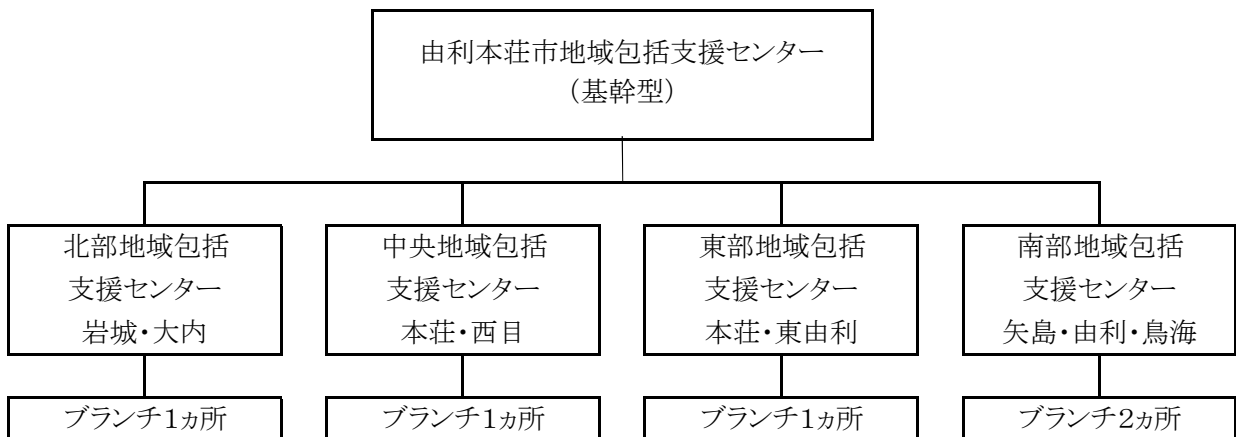 由利本荘市地域包括支援センター
（基幹型）
北部地域包括
支援センター
岩城・大内
中央地域包括
支援センター
本荘・西目
東部地域包括
支援センター
本荘・東由利
南部地域包括
支援センター
矢島・由利・鳥海
ブランチ1ヵ所
ブランチ1ヵ所
ブランチ1ヵ所
ブランチ2ヵ所